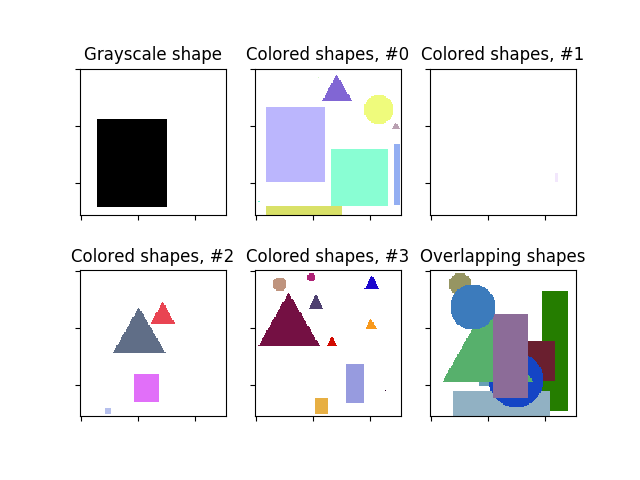 Grayscale shape
Colored shapes, #0
Colored shapes, #1
Colored shapes, #2
Colored shapes, #3
Overlapping shapes